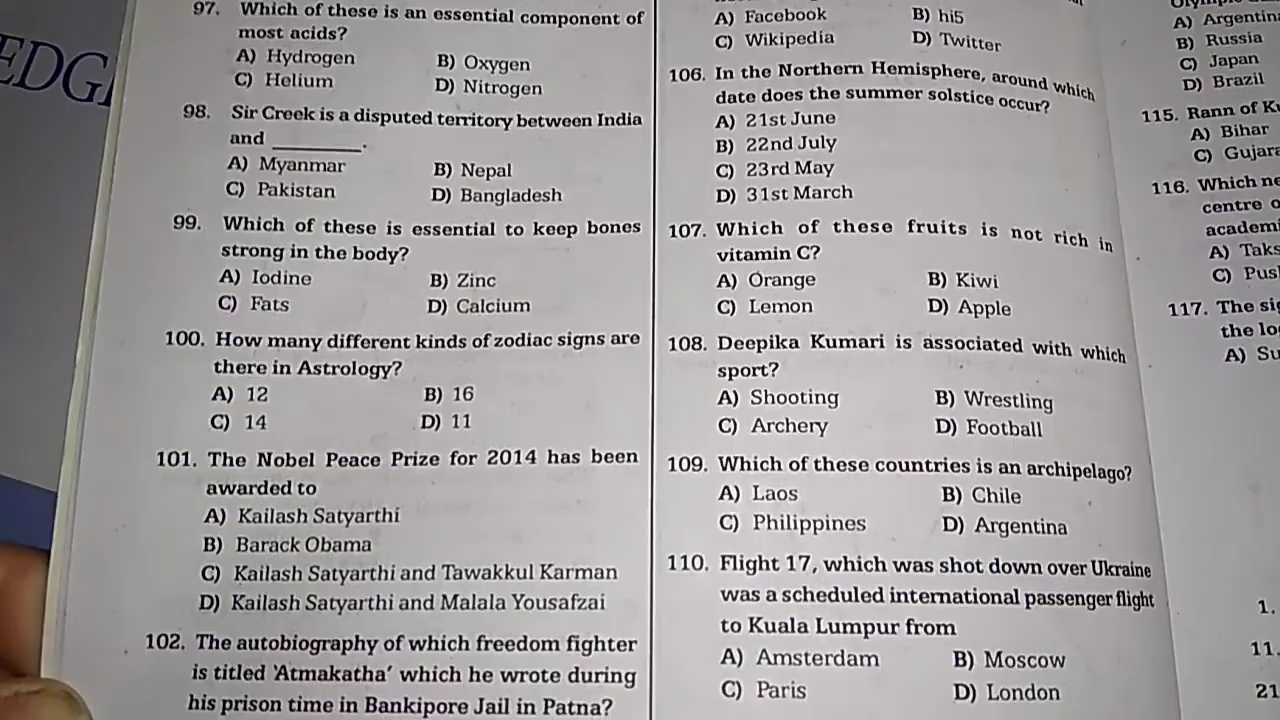 EDG
97. Which of these is an essential component of
most acids?
A) Hydrogen B) Oxygen
C) Helium D) Nitrogen
98. Sir Creek is a disputed territory between India
and ________.
A) Myanmar B) Nepal
C) Pakistan D) Bangladesh
99. Which of these is essential to keep bones
strong in the body?
A) Iodine B) Zinc
C) Fats D) Calcium
100. How many different kinds of zodiac signs are
there in Astrology?
A) 12 B) 16
C) 14 D) 11
101. The Nobel Peace Prize for 2014 has been
awarded to
A) Kailash Satyarthi
B) Barack Obama
C) Kailash Satyarthi and Tawakkul Karman
D) Kailash Satyarthi and Malala Yousafzai
102. The autobiography of which freedom fighter
is titled 'Atmakatha' which he wrote during
his prison time in Bankipore Jail in Patna?
A) Facebook B) hi5
C) Wikipedia D) Twitter
106. In the Northern Hemisphere, around which
date does the summer solstice occur?
A) 21st June
B) 22nd July
C) 23rd May
D) 31st March
107. Which of these fruits is not rich in
vitamin C?
A) Orange B) Kiwi
C) Lemon D) Apple
108. Deepika Kumari is associated with which
sport?
A) Shooting B) Wrestling
C) Archery D) Football
109. Which of these countries is an archipelago?
A) Laos B) Chile
C) Philippines D) Argentina
110. Flight 17, which was shot down over Ukraine
was a scheduled international passenger flight
to Kuala Lumpur from
A) Amsterdam B) Moscow
C) Paris D) London
A) Argentin
B) Russia
C) Japan
D) Brazil
115. Rann of K
A) Bihar
C) Gujara
116. Which ne
centre o
academi
A) Taks
C) Pus
117. The si
the lo
A) Su
1.
11.
21